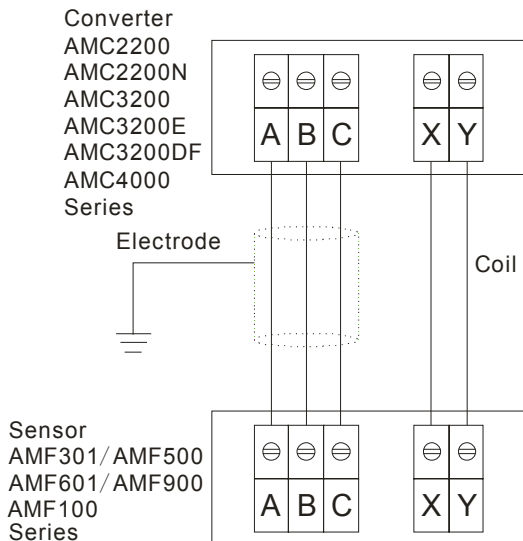 Converter
AMC2200
AMC2200N
AMC3200
AMC3200E
AMC3200DF
AMC4000
Series
A B C X Y
Electrode
Coil
Sensor
AMF301/AMF500
AMF601/AMF900
AMF100
Series
A B C X Y